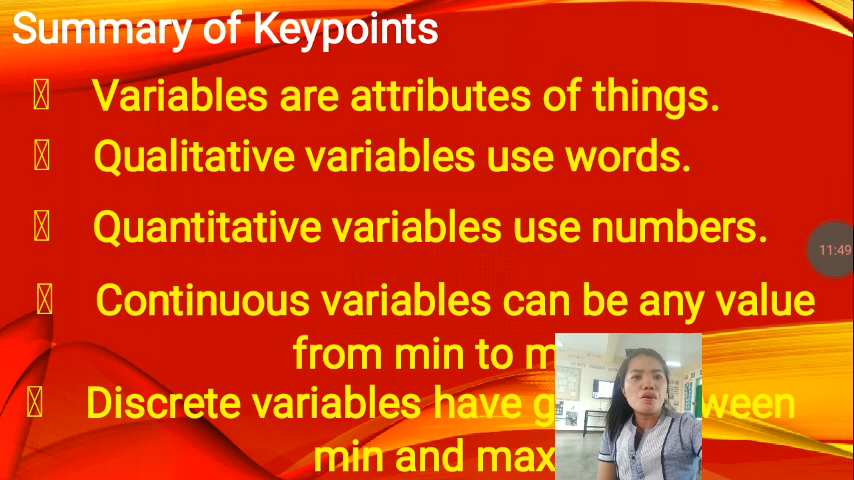 Summary of Keypoints
Variables are attributes of things.
Qualitative variables use words.
Quantitative variables use numbers.
11:49
Continuous variables can be any value
from min to
Discrete variables have
min and max